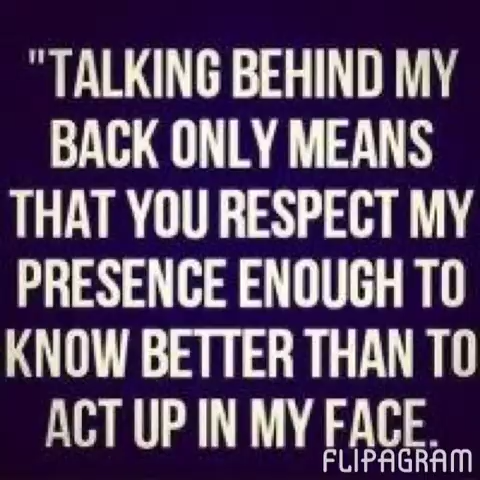 "TALKING BEHIND MY
BACK ONLY MEANS
THAT YOU RESPECT MY
PRESENCE ENOUGH TO
KNOW BETTER THAN TO
ACT UP IN MY FACE.
FLIPAGRAM